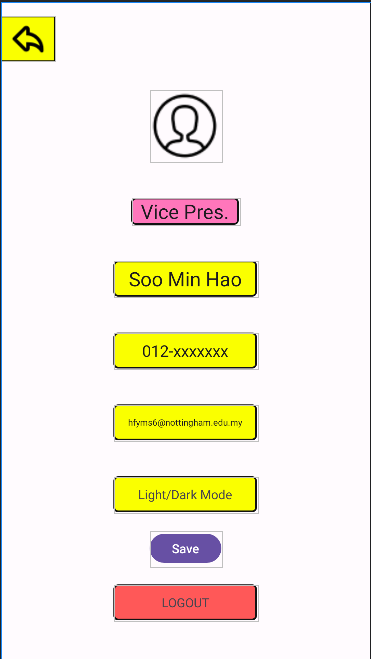 Vice Pres.
Soo Min Hao
012-xxxxxxx
hfyms6@nottingham.edu.my
Light/Dark Mode
Save
LOGOUT